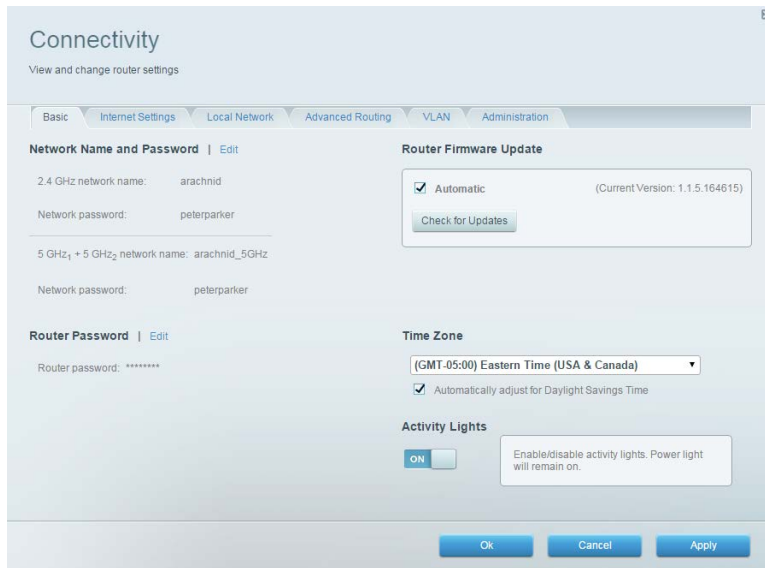 Connectivity
View and change router settings
Basic
Internet Settings
Local Network
Advanced Routing
VLAN
Administration
Network Name and Password | Edit
2.4 GHz network name: arachnid
Network password: peterparker
5 GHz1 + 5 GHz2 network name: arachnid_5GHz
Network password: peterparker
Router Password | Edit
Router password: ********
Router Firmware Update
Automatic
(Current Version: 1.1.5.164615)
Check for Updates
Time Zone
(GMT-05:00) Eastern Time (USA & Canada)
Automatically adjust for Daylight Savings Time
Activity Lights
ON
Enable/disable activity lights. Power light
will remain on.
Ok
Cancel
Apply